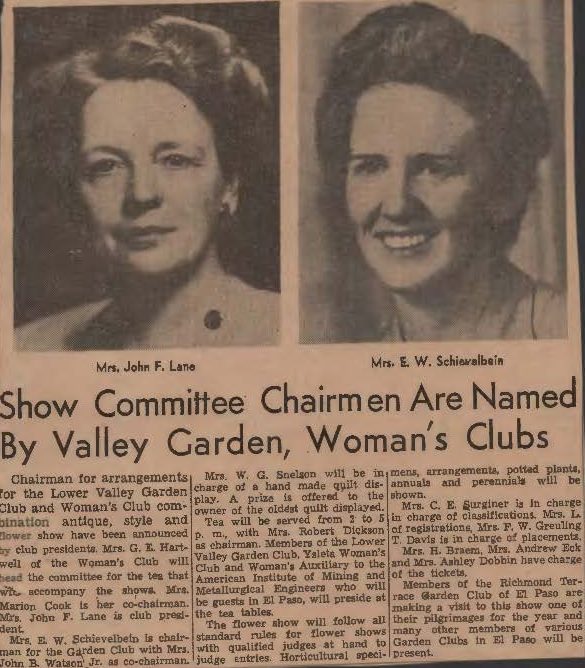 Mrs. John F. Lane
Mrs. E. W. Schievelbein
Show Committee Chairmen Are Named
By Valley Garden, Woman's Clubs
Chairman for arrangements
for the Lower Valley Garden
Club and Woman's Club com-
bination antique, style and
flower show have been announced
by club presidents. Mrs. G. E. Hart-
well of the Woman's Club will
head the committee for the tea that
will accompany the shows. Mrs.
Marion Cook is her co-chairman.
Mrs. John F. Lane is club presi-
dent.
Mrs. E. W. Schievelbein is chair-
man for the Garden Club with Mrs.
John B. Watson Jr. as co-chairman.
Mrs. W. G. Snelson will be in
charge of a hand made quilt dis-
play. A prize is offered to the
owner of the oldest quilt displayed.
Tea will be served from 2 to 5
p. m., with Mrs. Robert Dickson
as chairman. Members of the Lower
Valley Garden Club, Ysleta Woman's
Club and Woman's Auxiliary to the
American Institute of Mining and
Metallurgical Engineers who will
be guests in El Paso, will preside at
the tea tables.
The flower show will follow all
standard rules for flower shows
with qualified judges at hand to
judge entries. Horticultural speci-
mens, arrangements, potted plants,
annuals and perennials will be
shown.
Mrs. C. E. Surginer is in charge
in charge of classifications. Mrs. L.
of registrations, Mrs. F. W. Greuling
T. Davis is in charge of placements.
Mrs. H. Braem, Mrs. Andrew Eck
and Mrs. Ashley Dobbin have charge
of the tickets.
Members of the Richmond Ter-
race Garden Club of El Paso are
making a visit to this show one of
their pilgrimages for the year and
many other members of various
Garden Clubs in El Paso will be
present.